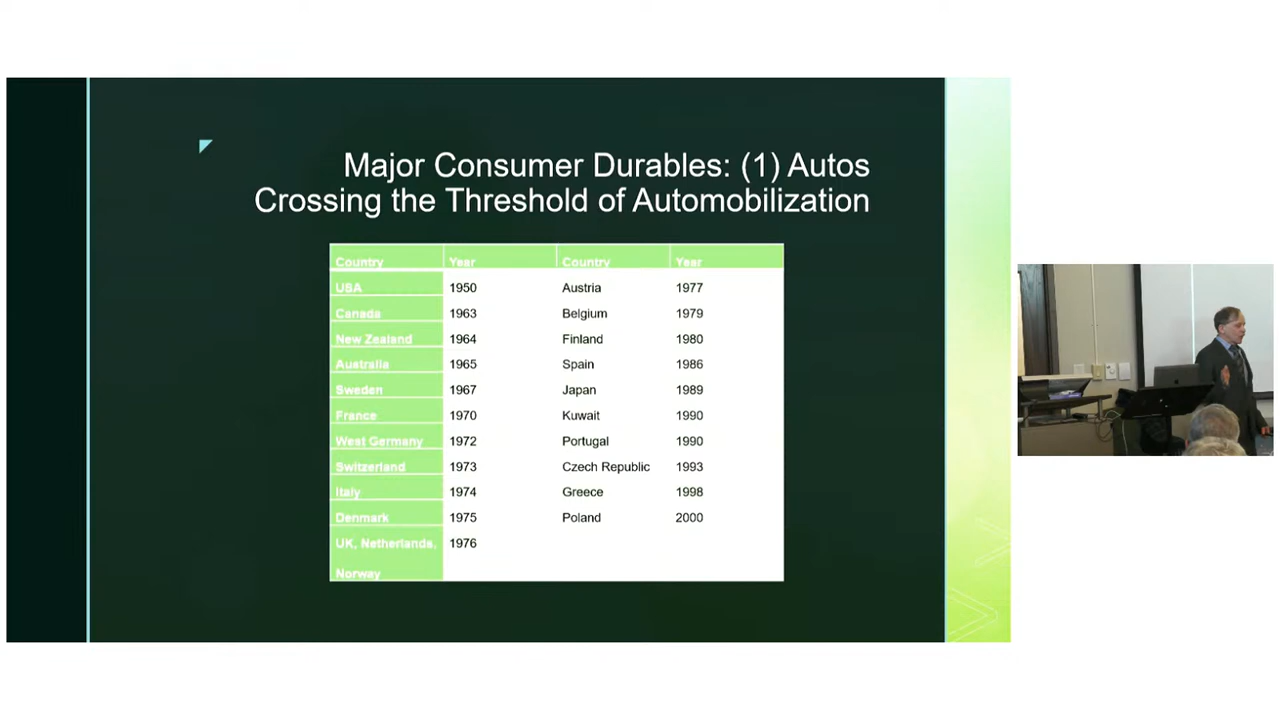 Major Consumer Durables: (1) Autos
Crossing the Threshold of Automobilization
Country Year Country Year
USA 1950 Austria 1977
Canada 1963 Belgium 1979
New Zealand 1964 Finland 1980
Australia 1965 Spain 1986
Sweden 1967 Japan 1989
France 1970 Kuwait 1990
West Germany 1972 Portugal 1990
Switzerland 1973 Czech Republic 1993
Italy 1974 Greece 1998
Denmark 1975 Poland 2000
UK, Netherlands, 1976
Norway